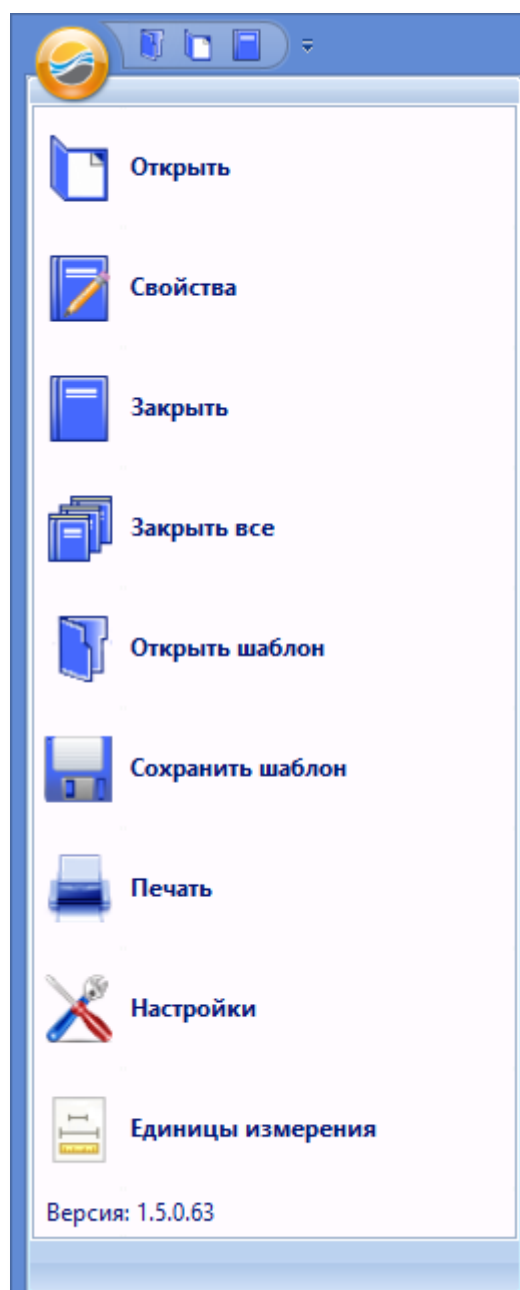 Открыть
Свойства
Закрыть
Закрыть все
Открыть шаблон
Сохранить шаблон
Печать
Настройки
Единицы измерения
Версия: 1.5.0.63